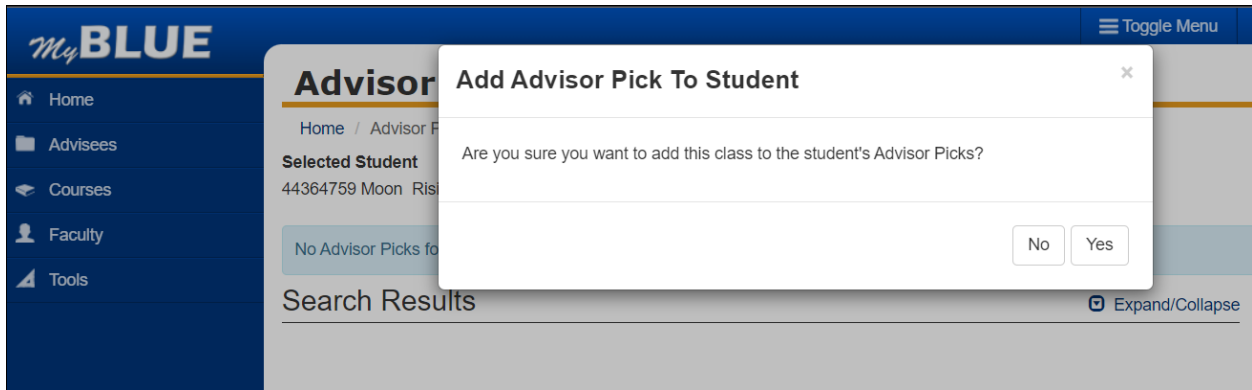 MyBLUE
Toggle Menu
Home
Advisees
Courses
Faculty
Tools
Advisor
Home / Advisor
Selected Student
44364759 Moon
No Advisor Picks
Search Results
Expand/Collapse
Add Advisor Pick To Student
×
Are you sure you want to add this class to the student's Advisor Picks?
No Yes